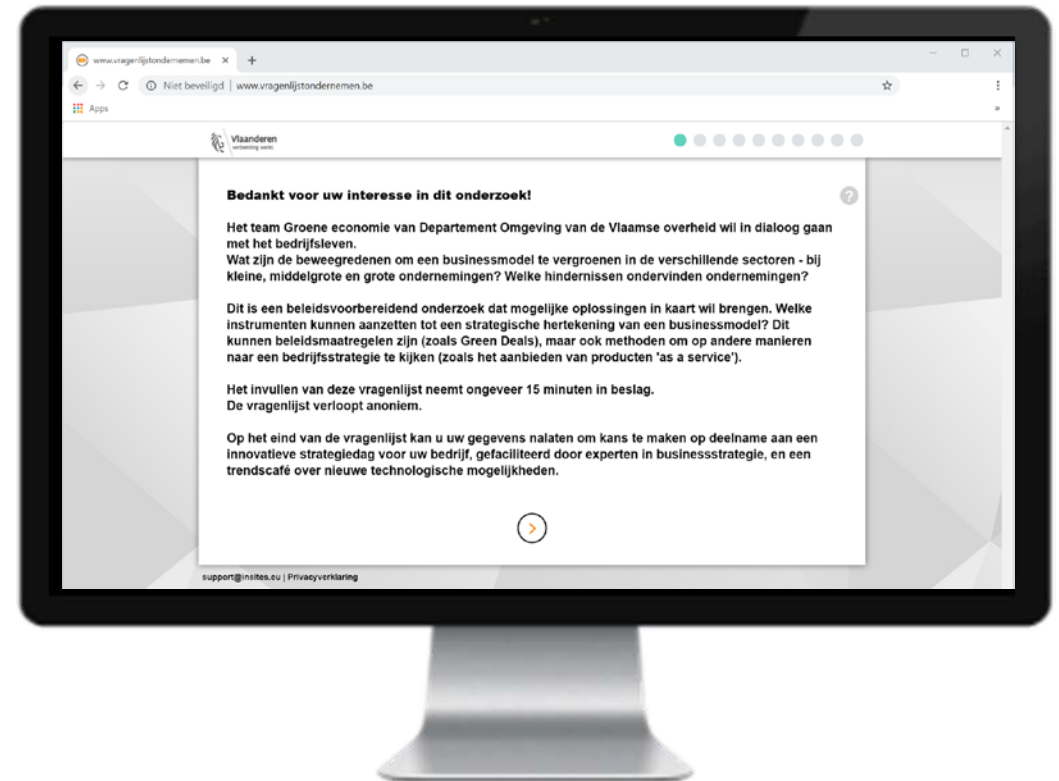 www.vragenlijstondernemen.be
Niet beveiligd | www.vragenlijstondernemen.be
Apps
Vlaanderen
verbeelding werkt
Bedankt voor uw interesse in dit onderzoek!
?
Het team Groene economie van Departement Omgeving van de Vlaamse overheid wil in dialoog gaan
met het bedrijfsleven.
Wat zijn de beweegredenen om een businessmodel te vergroenen in de verschillende sectoren - bij
kleine, middelgrote en grote ondernemingen? Welke hindernissen ondervinden ondernemingen?
Dit is een beleidsvoorbereidend onderzoek dat mogelijke oplossingen in kaart wil brengen. Welke
instrumenten kunnen aanzetten tot een strategische hertekening van een businessmodel? Dit
kunnen beleidsmaatregelen zijn (zoals Green Deals), maar ook methoden om op andere manieren
naar een bedrijfsstrategie te kijken (zoals het aanbieden van producten 'as a service').
Het invullen van deze vragenlijst neemt ongeveer 15 minuten in beslag.
De vragenlijst verloopt anoniem.
Op het eind van de vragenlijst kan u uw gegevens nalaten om kans te maken op deelname aan een
innovatieve strategiedag voor uw bedrijf, gefaciliteerd door experten in businessstrategie, en een
trendscafé over nieuwe technologische mogelijkheden.
support@insites.eu | Privacyverklaring